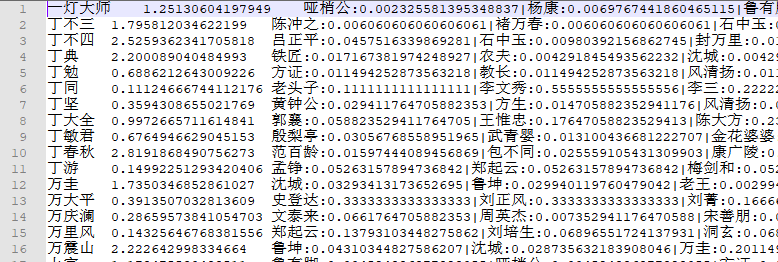 1 一灯大师 1.25130604197949 哑梢公:0.002325581395348837|杨康:0.0069767441860465115|鲁有
2 丁不三 1.795812034622199 陈冲之:0.006060606060606061|褚万春:0.006060606060606061|石中玉:
3 丁不四 2.5259362341705818 吕正平:0.0457516339869281|石中玉:0.00980392156862745|封万里:0
4 丁典 2.200089040484993 铁匠:0.017167381974248927|农夫:0.004291845493562232|沈城:0.0042
5 丁勉 0.6886212643009226 方证:0.011494252873563218|教长:0.011494252873563218|风清扬:0.01
6 丁同 0.11124666744112176 老头子:0.1111111111111111|李文秀:0.5555555555555556|李三:0.2222
7 丁坚 0.3594308655021769 黄钟公:0.029411764705882353|方生:0.014705882352941176|风清扬:0
8 丁大全 0.9972665711614841 郭襄:0.058823529411764705|王惟忠:0.17647058823529413|陈大方:0.23
9 丁敏君 0.6764946629045153 殷梨亭:0.03056768558951965|武青婴:0.013100436681222707|金花婆婆
10 丁春秋 2.8191868490756273 范百龄:0.01597444089456869|包不同:0.025559105431309903|康广陵:0
11 丁游 0.14992251293420406 孟铮:0.05263157894736842|郑起云:0.05263157894736842|梅剑和:0.05
12 万圭 1.7350346852861027 沈城:0.03293413173652695|鲁坤:0.029940119760479042|老王:0.00299
13 万大平 0.3913507032813609 史登达:0.3333333333333333|刘正风:0.3333333333333333|刘菁:0.1666
14 万庆澜 0.28659573841054703 文泰来:0.0661764705882353|周英杰:0.007352941176470588|宋善朋:0
15 万里风 0.14325646768381556 郑起云:0.13793103448275862|刘培生:0.06896551724137931|洞玄:0.068
16 万震山 2.222642998334664 鲁坤:0.04310344827586207|沈城:0.028735632183908046|万圭:0.201149